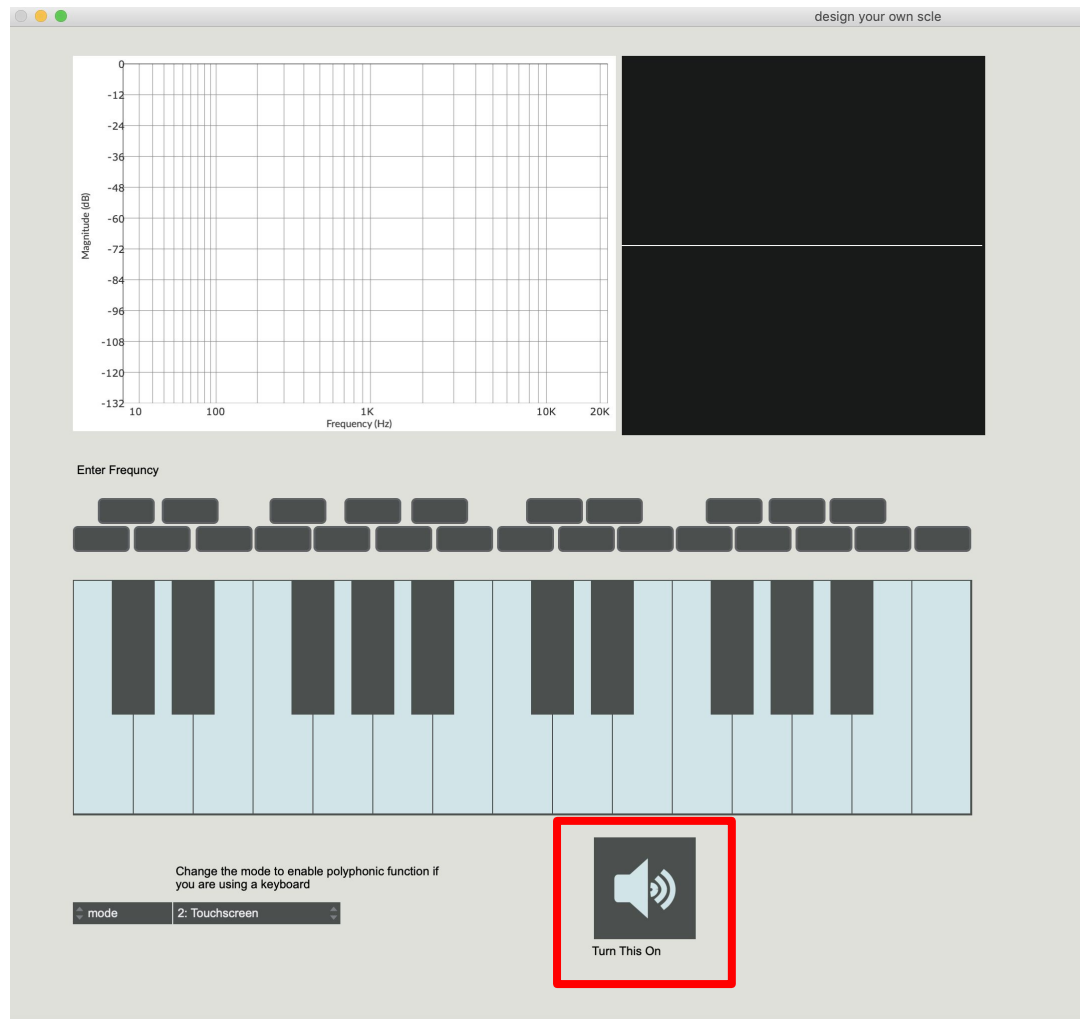 design your own scle
0
-12
-24
-36
-48
-60
-72
-84
-96
-108
-120
-132
Magnitude (dB)
10 100 1K 10K 20K
Frequency (Hz)
Enter Frequncy
Change the mode to enable polyphonic function if
you are using a keyboard
mode 2: Touchscreen
Turn This On